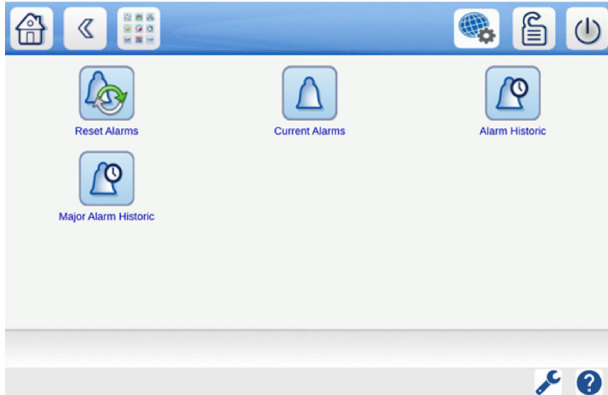 Reset Alarms
Current Alarms
Alarm Historic
Major Alarm Historic
?